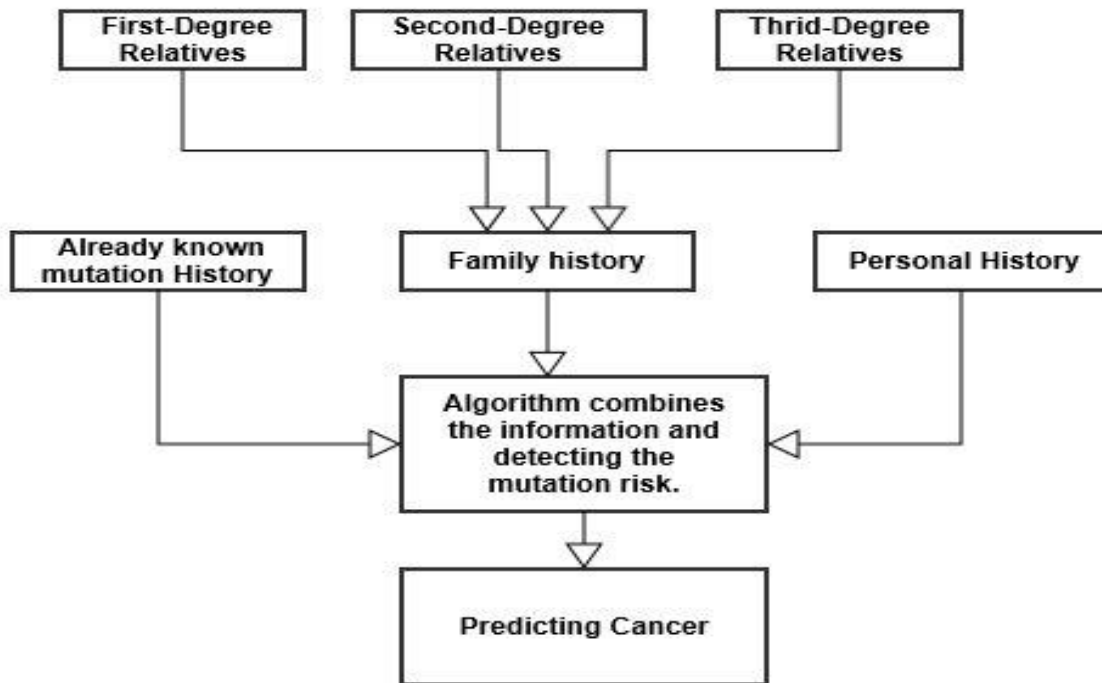 First-Degree
Relatives
Second-Degree
Relatives
Thrid-Degree
Relatives
Already known
mutation History
Family history
Personal History
Algorithm combines
the information and
detecting the
mutation risk.
Predicting Cancer